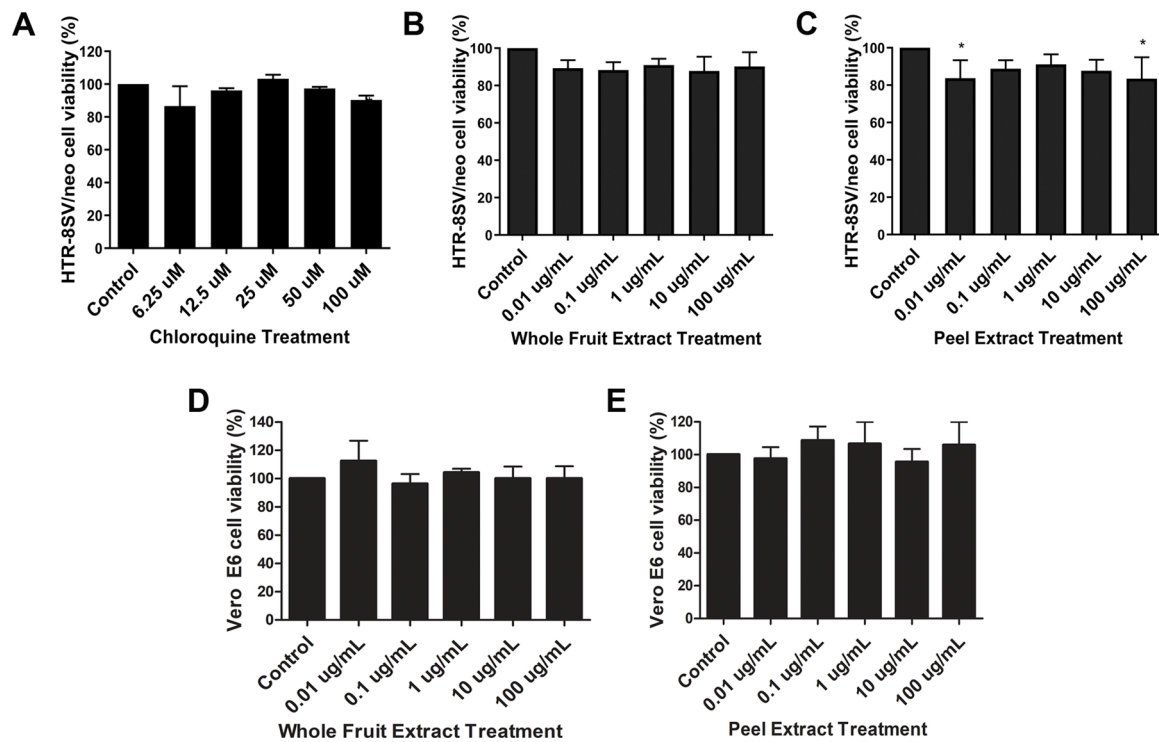 A
HTR-8SV/neo cell viability (%)
120
100
80
60
40
20
0
Control
6.25 uM
12.5 uM
25 uM
50 uM
100 uM
Chloroquine Treatment
B
HTR-8SV/neo cell viability (%)
100
80
60
40
20
0
Control
0.01 ug/mL
0.1 ug/mL
1 ug/mL
10 ug/mL
100 ug/mL
Whole Fruit Extract Treatment
C
HTR-8SV/neo cell viability (%)
100
80
60
40
20
0
*
*
Control
0.01 ug/mL
0.1 ug/mL
1 ug/mL
10 ug/mL
100 ug/mL
Peel Extract Treatment
D
Vero E6 cell viability (%)
140
120
100
80
60
40
20
0
Control
0.01 ug/mL
0.1 ug/mL
1 ug/mL
10 ug/mL
100 ug/mL
Whole Fruit Extract Treatment
E
Vero E6 cell viability (%)
120
100
80
60
40
20
0
Control
0.01 ug/mL
0.1 ug/mL
1 ug/mL
10 ug/mL
100 ug/mL
Peel Extract Treatment